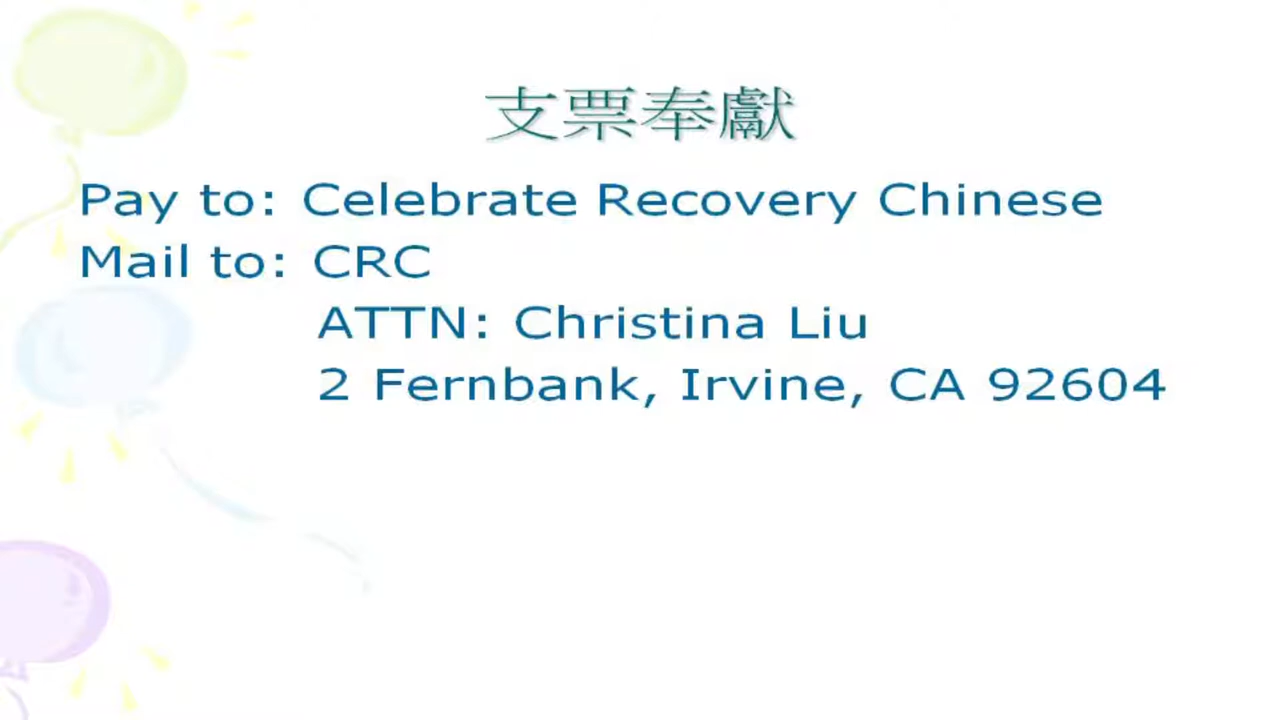 支票奉獻
Pay to: Celebrate Recovery Chinese
Mail to: CRC
ATTN: Christina Liu
2 Fernbank, Irvine, CA 92604